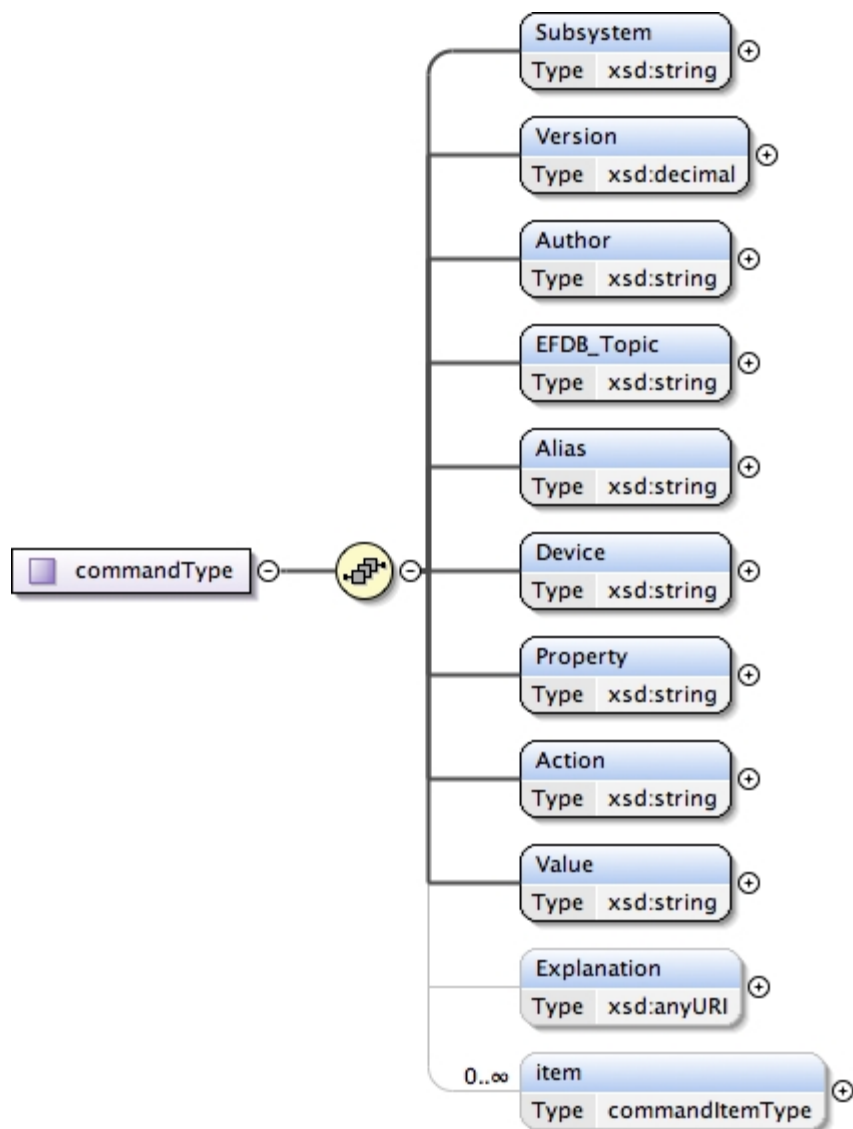 Subsystem
Type xsd:string
Version
Type xsd:decimal
Author
Type xsd:string
EFDB_Topic
Type xsd:string
Alias
Type xsd:string
commandType
Device
Type xsd:string
Property
Type xsd:string
Action
Type xsd:string
Value
Type xsd:string
Explanation
Type xsd:anyURI
0..∞
item
Type commandItemType